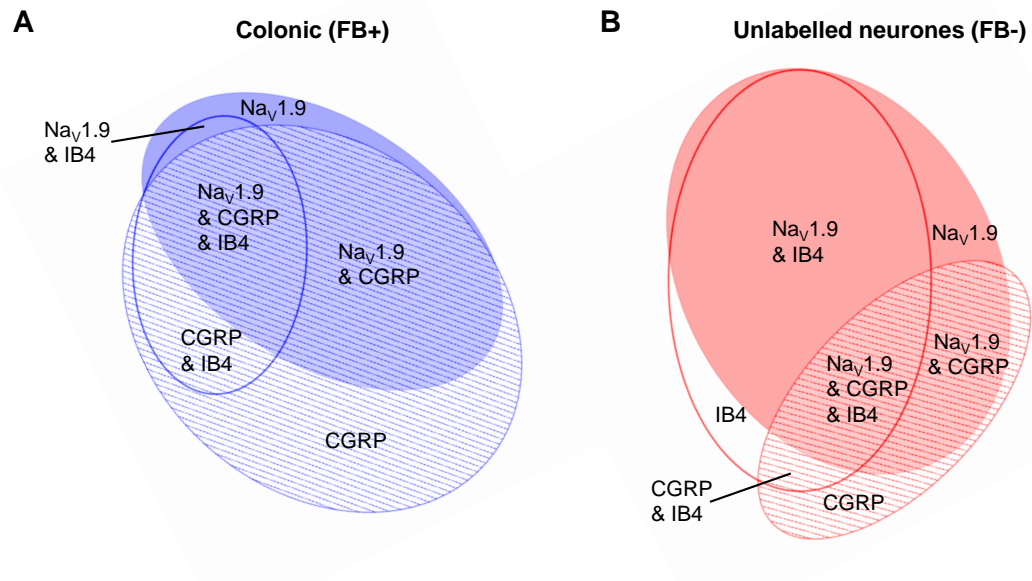 A
Colonic (FB+)
NaV1.9
NaV1.9
& IB4
NaV1.9
& CGRP
& IB4
NaV1.9
& CGRP
CGRP
& IB4
CGRP
B
Unlabelled neurones (FB-)
NaV1.9
& IB4
NaV1.9
NaV1.9
& CGRP
NaV1.9
& CGRP
& IB4
IB4
CGRP
& IB4
CGRP